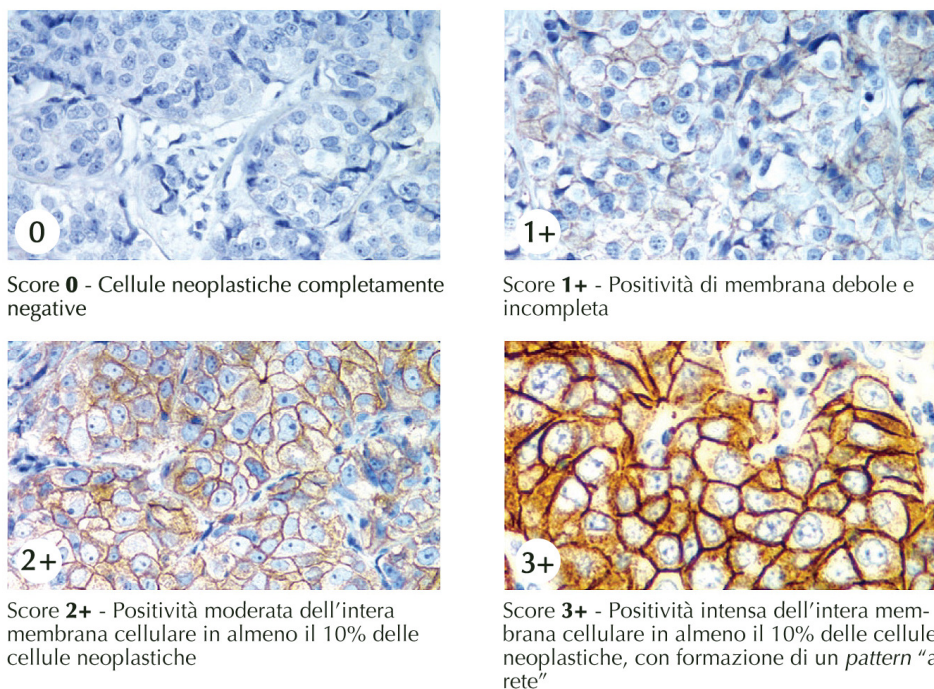 0
1+
Score 0 - Cellule neoplastiche completamente
negative
Score 1+ - Positività di membrana debole e
incompleta
2+
3+
Score 2+ - Positività moderata dell'intera
membrana cellulare in almeno il 10% delle
cellule neoplastiche
Score 3+ - Positività intensa dell'intera mem-
brana cellulare in almeno il 10% delle cellule
neoplastiche, con formazione di un pattern “a
rete”